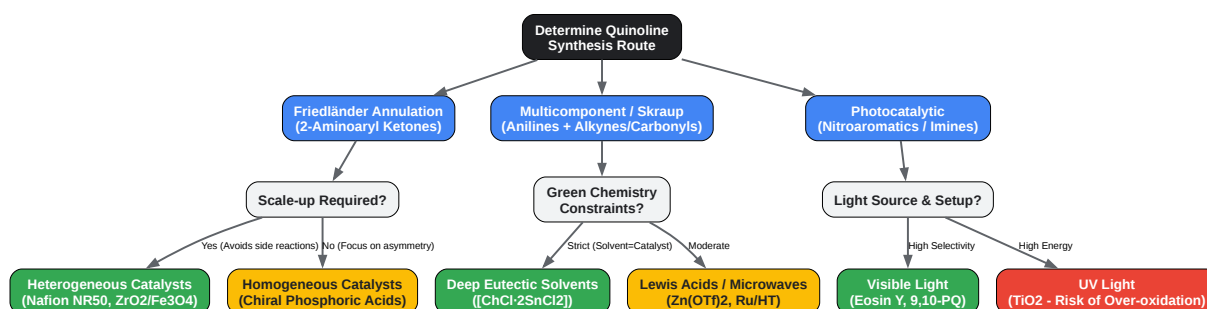 Determine Quinoline
Synthesis Route
Friedländer Annulation
(2-Aminoaryl Ketones)
Multicomponent / Skraup
(Anilines + Alkynes/Carbonyls)
Photocatalytic
(Nitroaromatics / Imines)
Scale-up Required?
Green Chemistry
Constraints?
Light Source & Setup?
Yes (Avoids side reactions)
No (Focus on asymmetry)
Strict (Solvent=Catalyst)
Moderate
High Selectivity
High Energy
Heterogeneous Catalysts
(Nafion NR50, ZrO2/Fe3O4)
Homogeneous Catalysts
(Chiral Phosphoric Acids)
Deep Eutectic Solvents
([ChCl·2SnCl2])
Lewis Acids / Microwaves
(Zn(OTf)2, Ru/HT)
Visible Light
(Eosin Y, 9,10-PQ)
UV Light
(TiO2 - Risk of Over-oxidation)